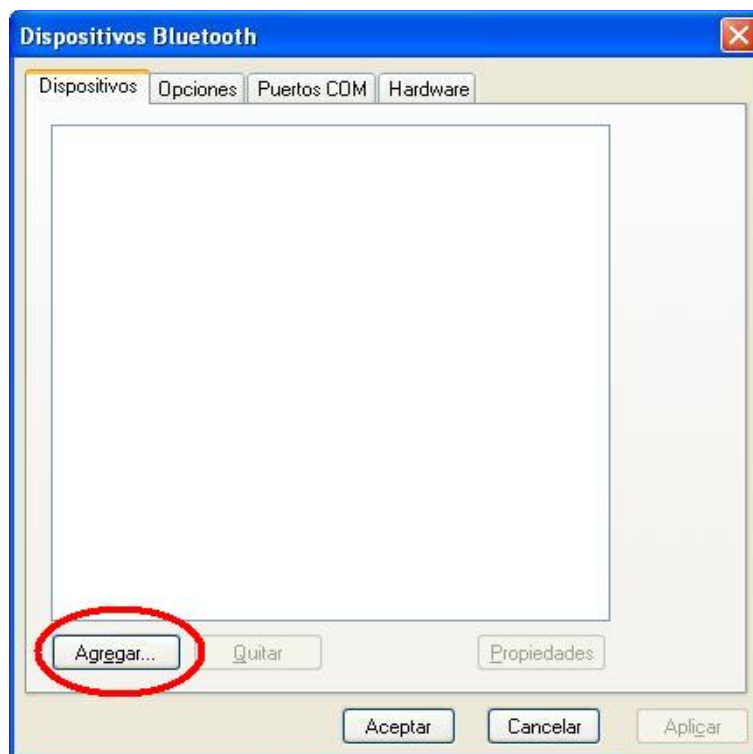 Dispositivos Bluetooth
Dispositivos Opciones Puertos COM Hardware
Agregar... Quitar Propiedades
Aceptar Cancelar Aplicar